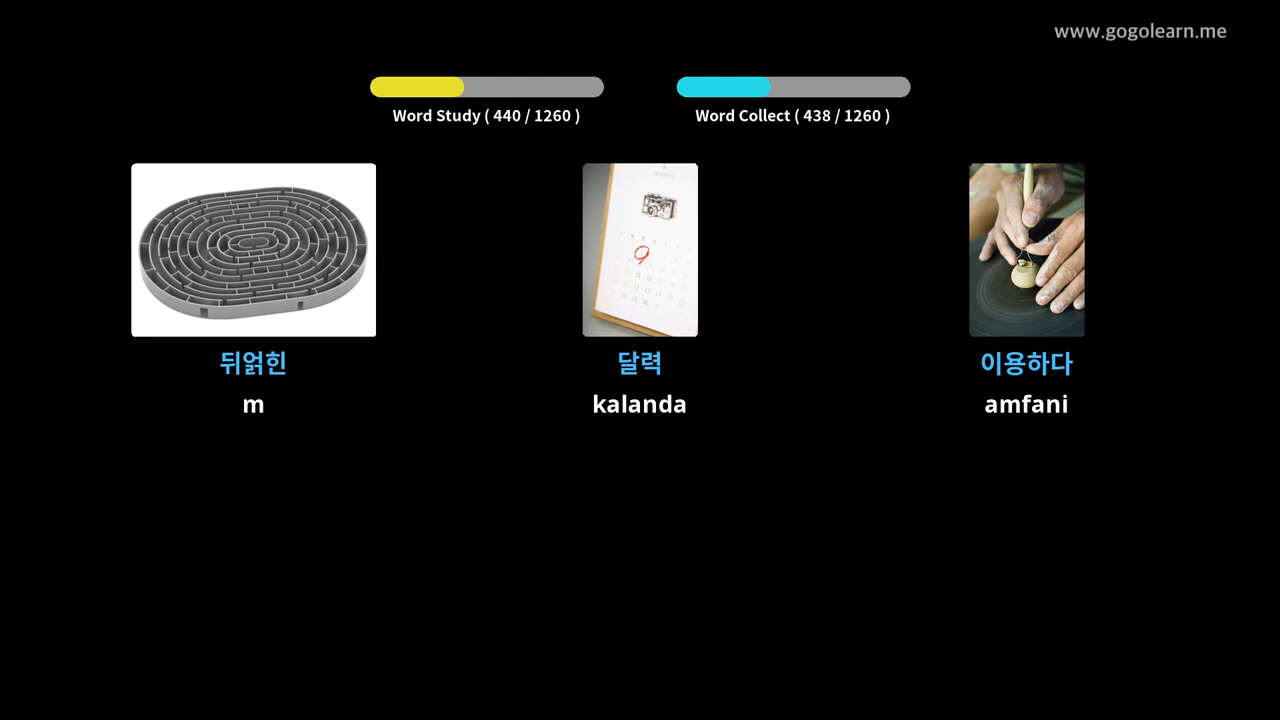 www.gogolearn.me
Word Study ( 440 / 1260 )
Word Collect ( 438 / 1260 )
뒤얽힌
달력
이용하다
m
kalanda
amfani